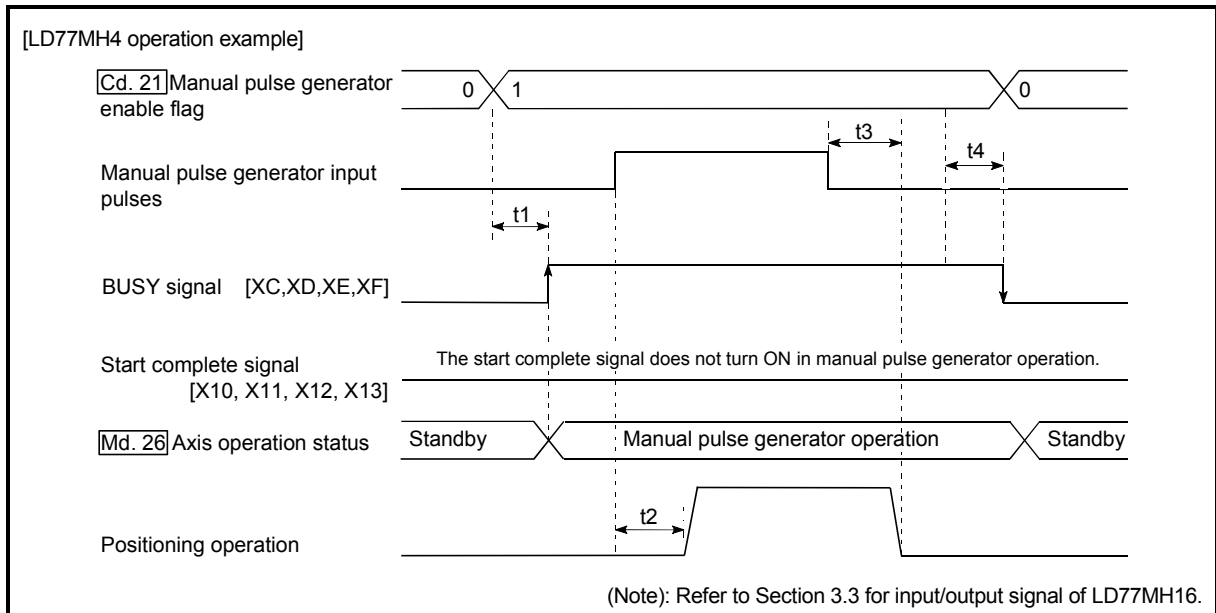 [LD77MH4 operation example]
Cd. 21 Manual pulse generator
enable flag
0 1 0
t3
t4
Manual pulse generator input
pulses
t1
BUSY signal [XC,XD,XE,XF]
Start complete signal
[X10, X11, X12, X13]
The start complete signal does not turn ON in manual pulse generator operation.
Md. 26 Axis operation status
Standby Manual pulse generator operation Standby
t2
Positioning operation
(Note): Refer to Section 3.3 for input/output signal of LD77MH16.